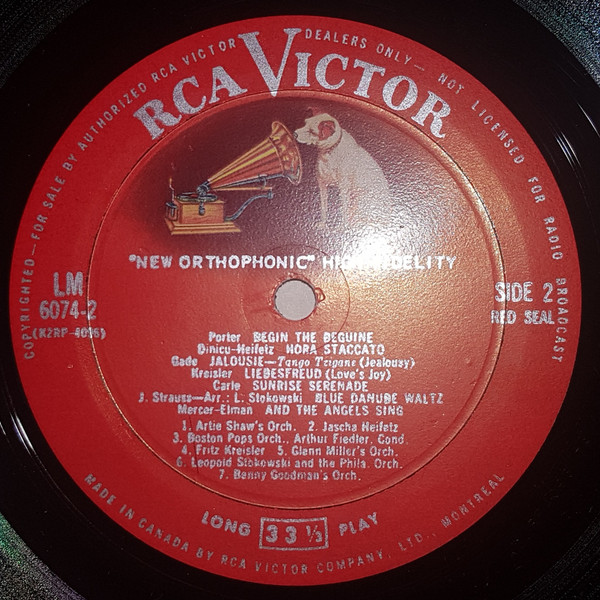 COPYRIGHTED—FOR SALE BY AUTHORIZED RCA VICTOR DEALERS ONLY—NOT LICENSED FOR RADIO BROADCAST
RCA VICTOR
"NEW ORTHOPHONIC" HIGH FIDELITY
LM
6074-2
(K2RP-4096)
SIDE 2
RED SEAL
Porter BEGIN THE BEGUINE
Dinicu-Heifetz HORA STACCATO
Gade JALOUSIE—Tango Tzigane (Jealousy)
Kreisler LIEBESFREUD (Love's Joy)
Carle SUNRISE SERENADE
J. Strauss—Arr.: L. Stokowski BLUE DANUBE WALTZ
Mercer-Elman AND THE ANGELS SING
1. Artie Shaw's Orch. 2. Jascha Heifetz
3. Boston Pops Orch., Arthur Fiedler, Cond.
4. Fritz Kreisler 5. Glenn Miller's Orch.
6. Leopold Stokowski and the Phila. Orch.
7. Benny Goodman's Orch.
LONG 33 1/3 PLAY
MADE IN CANADA BY RCA VICTOR COMPANY, LTD., MONTREAL